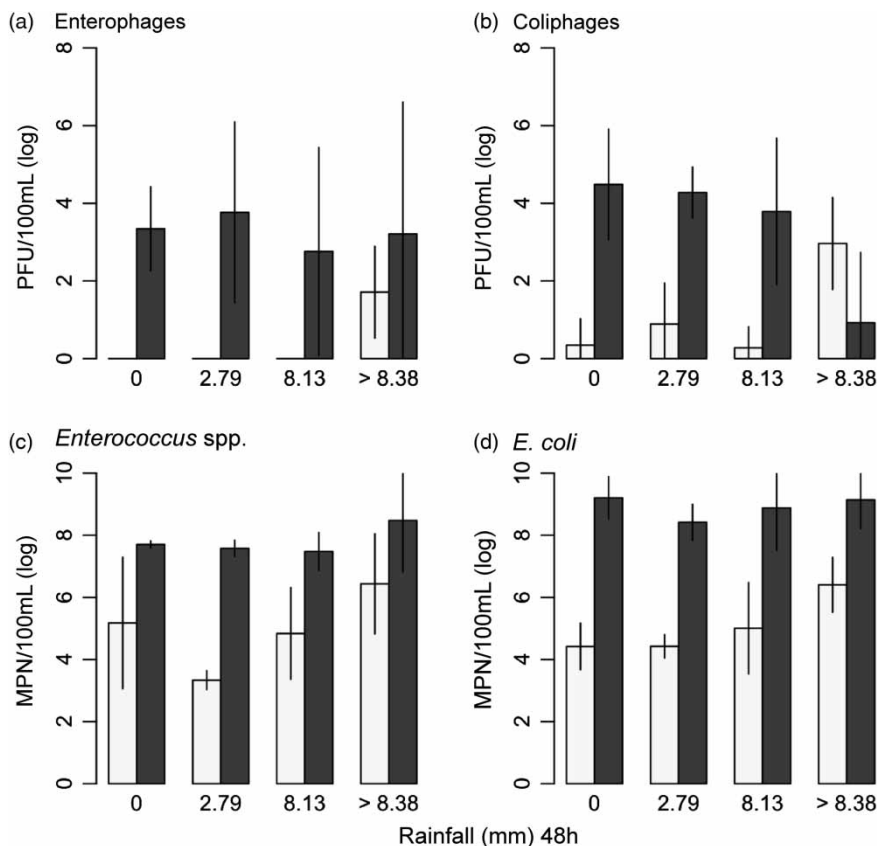 (a) Enterophages
(b) Coliphages
PFU/100mL (log)
8
6
4
2
0
0 2.79 8.13 > 8.38
PFU/100mL (log)
8
6
4
2
0
0 2.79 8.13 > 8.38
(c) Enterococcus spp.
(d) E. coli
MPN/100mL (log)
10
8
6
4
2
0
0 2.79 8.13 > 8.38
MPN/100mL (log)
10
8
6
4
2
0
0 2.79 8.13 > 8.38
Rainfall (mm) 48h